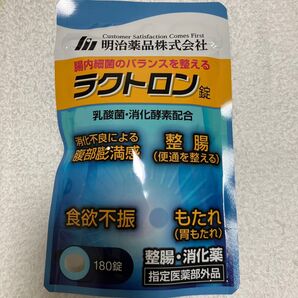 Customer Satisfaction Comes First
明治薬品株式会社
腸内細菌のバランスを整える
ラクトロン錠
乳酸菌・消化酵素配合
消化不良による
腹部膨満感
整腸
(便通を整える)
食欲不振
もたれ
(胃もたれ)
180錠
整腸・消化薬
指定医薬部外品